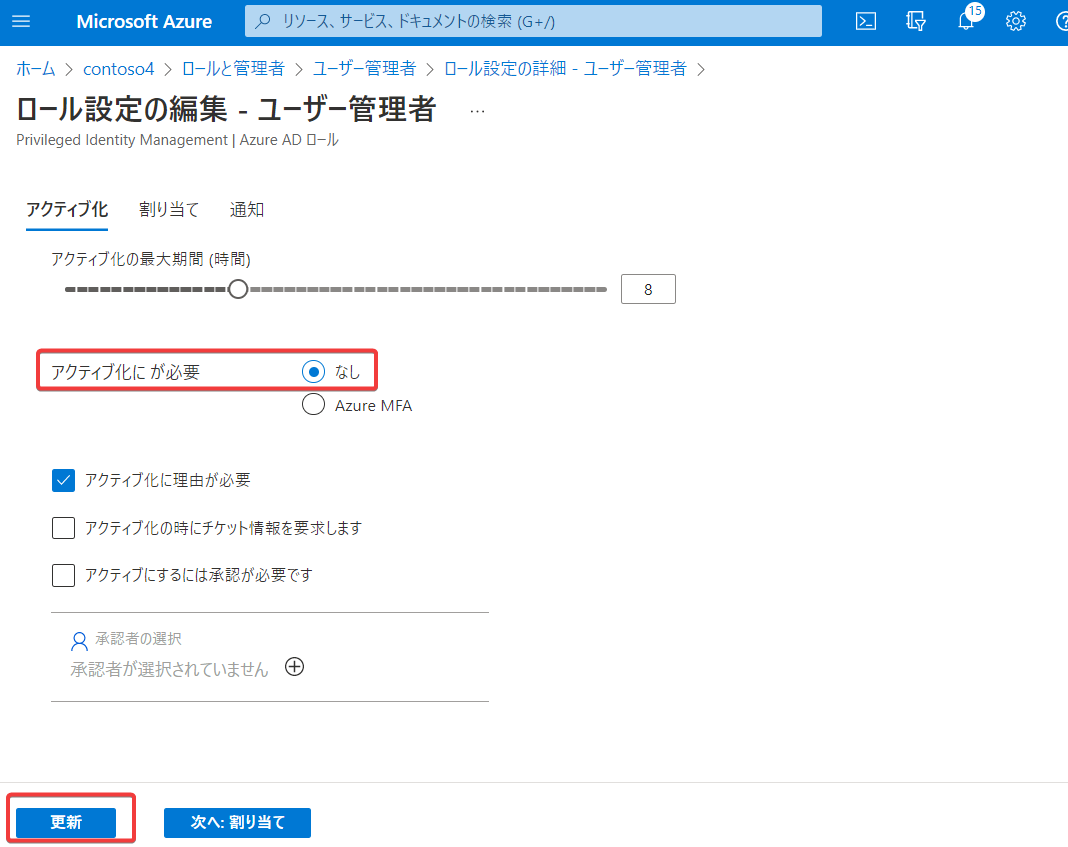 Microsoft Azure
リソース、サービス、ドキュメントの検索 (G+/)
15
ホーム > contoso4 > ロールと管理者 > ユーザー管理者 > ロール設定の詳細 - ユーザー管理者 >
ロール設定の編集 - ユーザー管理者 ...
Privileged Identity Management | Azure AD ロール
アクティブ化 割り当て 通知
アクティブ化の最大期間 (時間)
8
アクティブ化に が必要 なし
Azure MFA
アクティブ化に理由が必要
アクティブ化の時にチケット情報を要求します
アクティブにするには承認が必要です
承認者の選択
承認者が選択されていません
更新 次へ: 割り当て